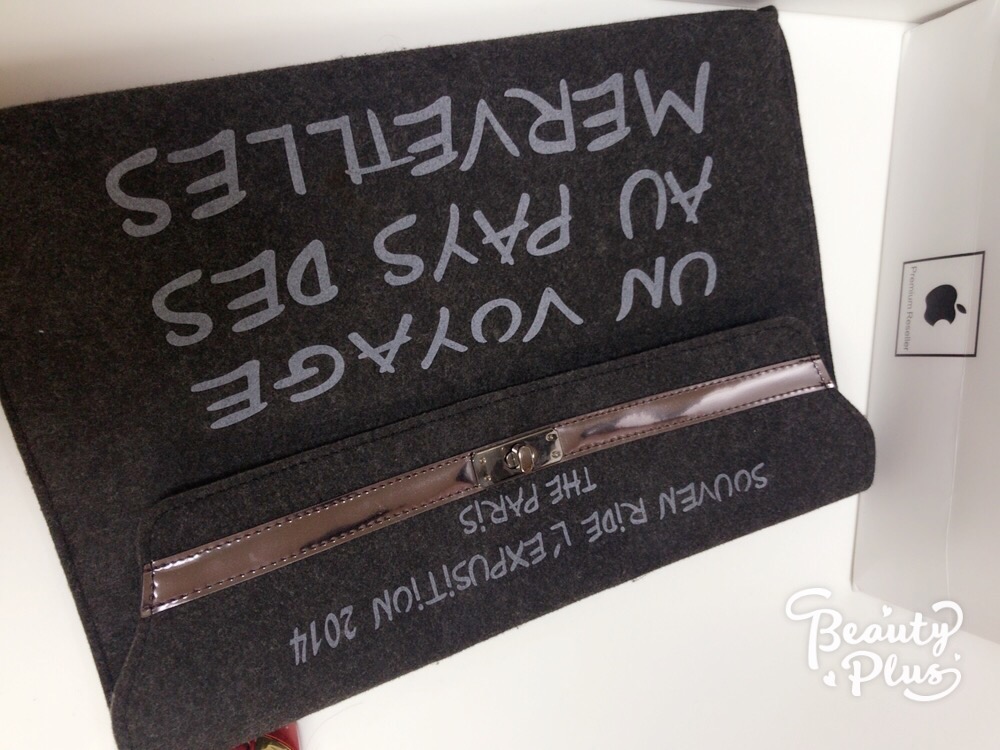 SOUVEN RiDE L'EXPUSiTiON 2014
THE PARiS
UN VOYAGE
AU PAYS DES
MERVEILLES
Premium Reseller
Beauty
Plus